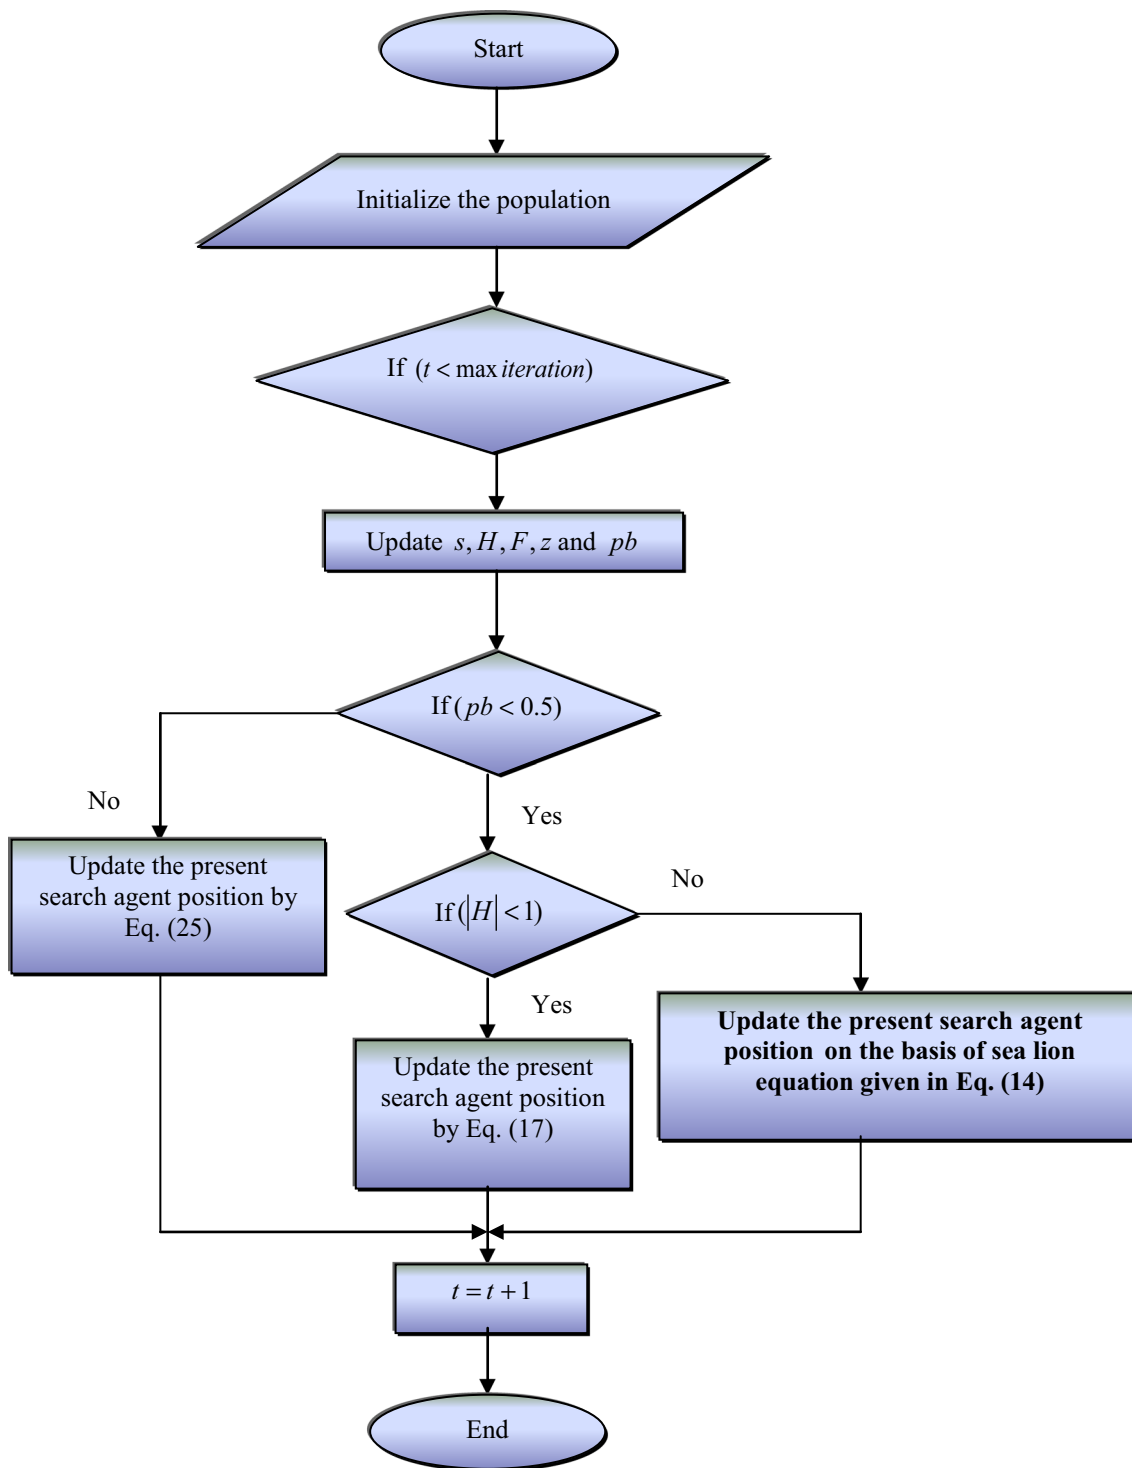 Start
Initialize the population
If (t < max iteration)
Update s, H, F, z and pb
If (pb < 0.5)
No
Yes
Update the present
search agent position by
Eq. (25)
If (|H| < 1)
No
Yes
Update the present search agent
position on the basis of sea lion
equation given in Eq. (14)
Update the present
search agent position
by Eq. (17)
t = t + 1
End